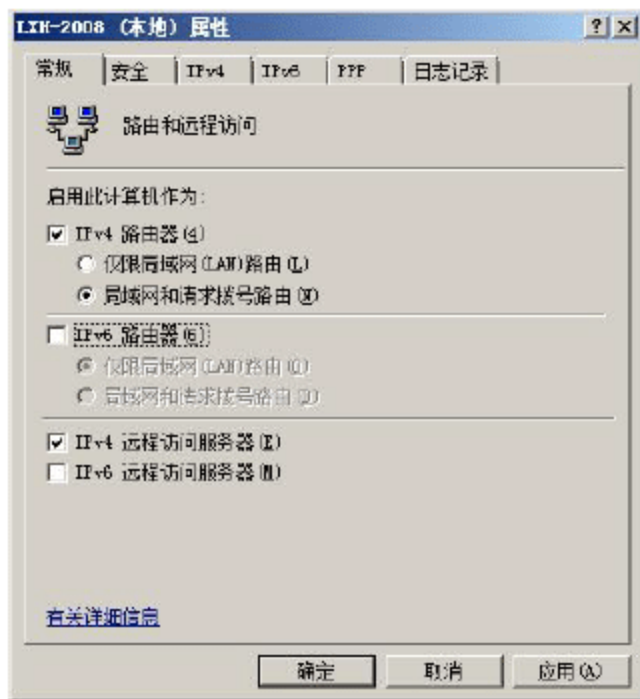 LXH-2008 (本地) 属性
常规 安全 IPv4 IPv6 PPP 日志记录
路由和远程访问
启用此计算机作为:
IPv4 路由器(4)
仅限局域网(LAN)路由(L)
局域网和请求拨号路由(N)
IPv6 路由器(6)
仅限局域网(LAN)路由(Q)
局域网和请求拨号路由(D)
IPv4 远程访问服务器(E)
IPv6 远程访问服务器(M)
有关详细信息
确定 取消 应用(A)